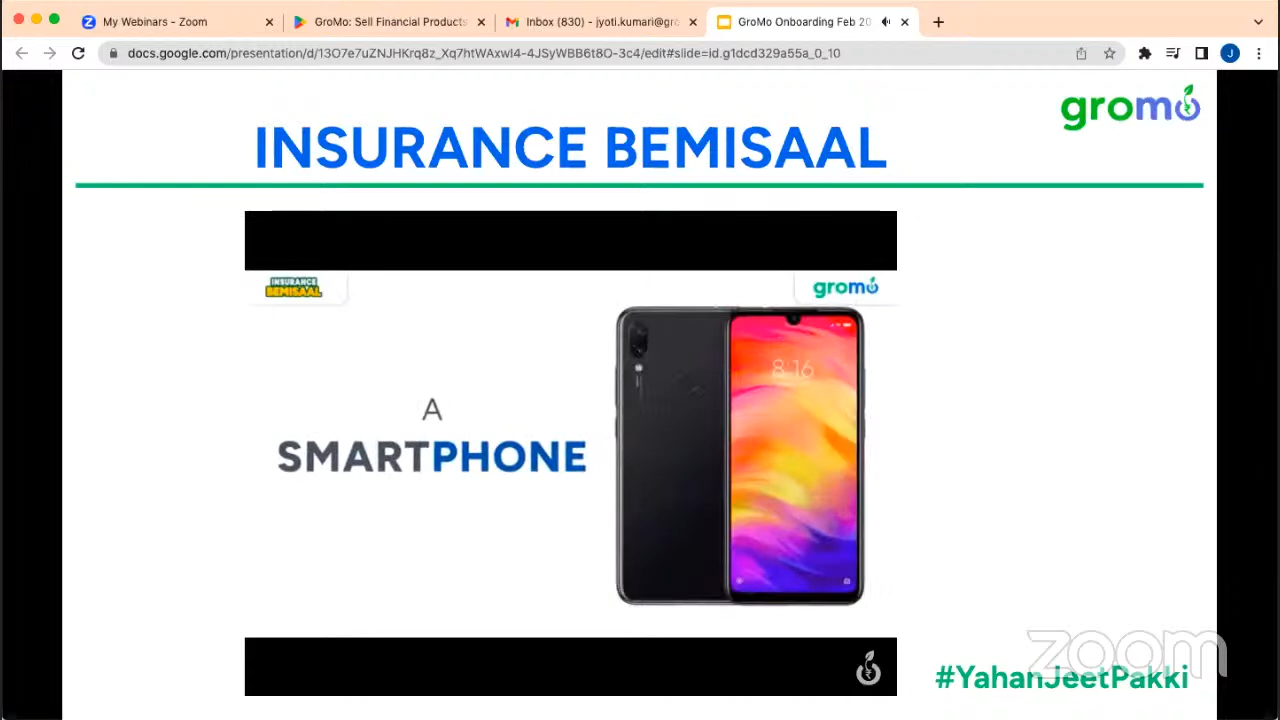 My Webinars - Zoom
GroMo: Sell Financial Products
Inbox (830) - jyoti.kumari@gro
GroMo Onboarding Feb 20
docs.google.com/presentation/d/13O7e7uZNJHKrq8z_Xq7htWAxwI4-4JSyWBB6t8O-3c4/edit#slide=id.g1dcd329a55a_0_10
J
gromo
INSURANCE BEMISAAL
INSURANCE
BEMISAAL
gromo
8:16
A
SMARTPHONE
zoom
#YahanJeetPakki